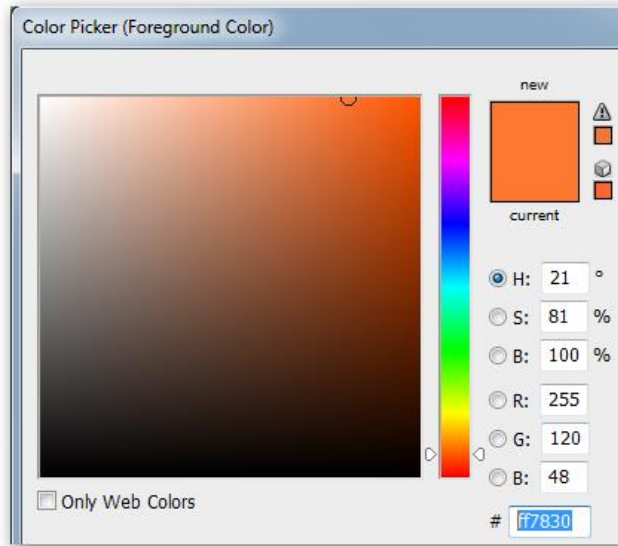 Color Picker (Foreground Color)
new
current
H: 21 °
S: 81 %
B: 100 %
R: 255
G: 120
B: 48
# ff7830
Only Web Colors